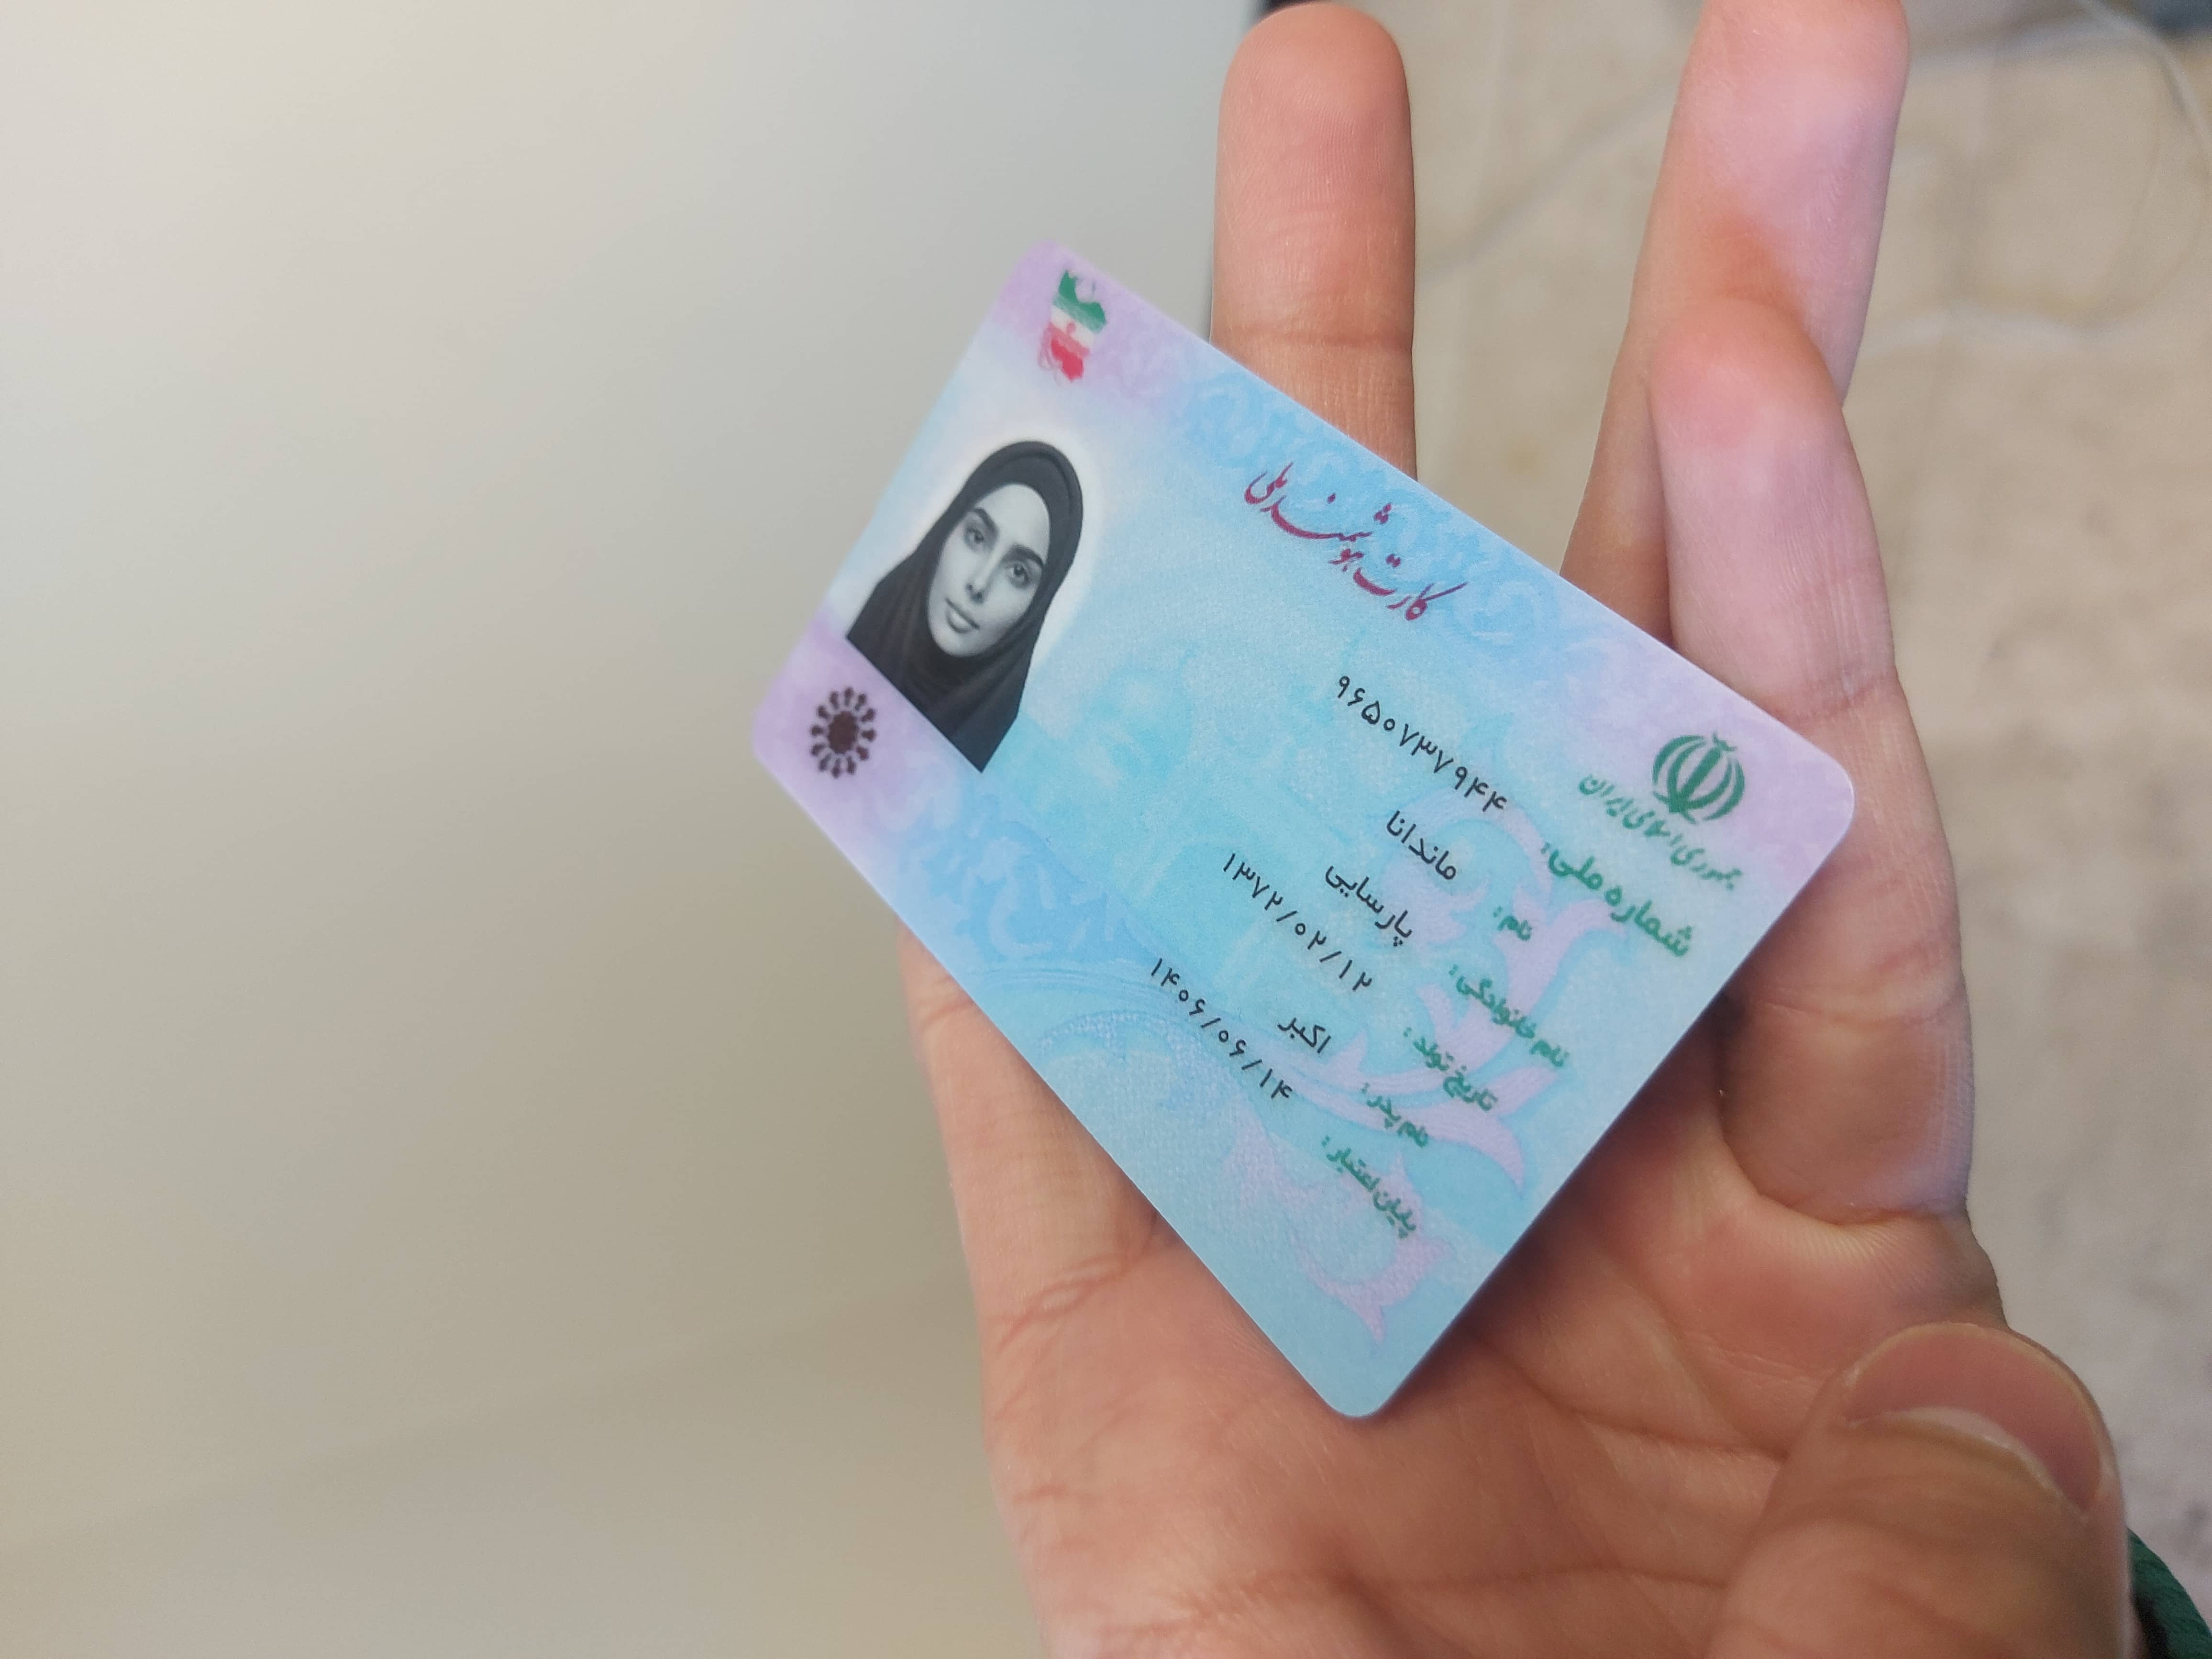 کارت هوشمند ملی
جمهوری اسلامی ایران
شماره ملی: ۹۶۵۰۷۳۷۹۴۴
نام: ماندانا
نام خانوادگی: پارسایی
تاریخ تولد: ۱۳۷۲/۰۲/۱۲
نام پدر: اکبر
پایان اعتبار: ۱۴۰۶/۰۶/۱۴